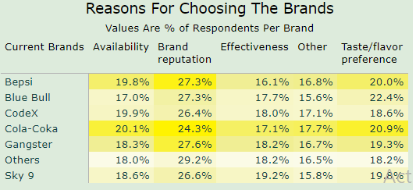 Reasons For Choosing The Brands
Values Are % of Respondents Per Brand
Current Brands Availability Brand reputation Effectiveness Other Taste/flavor preference
Bepsi 19.8% 27.3% 16.1% 16.8% 20.0%
Blue Bull 17.0% 27.3% 17.7% 15.6% 22.4%
CodeX 19.9% 26.4% 18.0% 17.1% 18.6%
Cola-Coka 20.1% 24.3% 17.1% 17.7% 20.9%
Gangster 18.3% 27.6% 18.2% 16.7% 19.3%
Others 18.0% 29.2% 18.2% 16.5% 18.2%
Sky 9 18.6% 26.6% 19.2% 15.8% 19.8%
Act